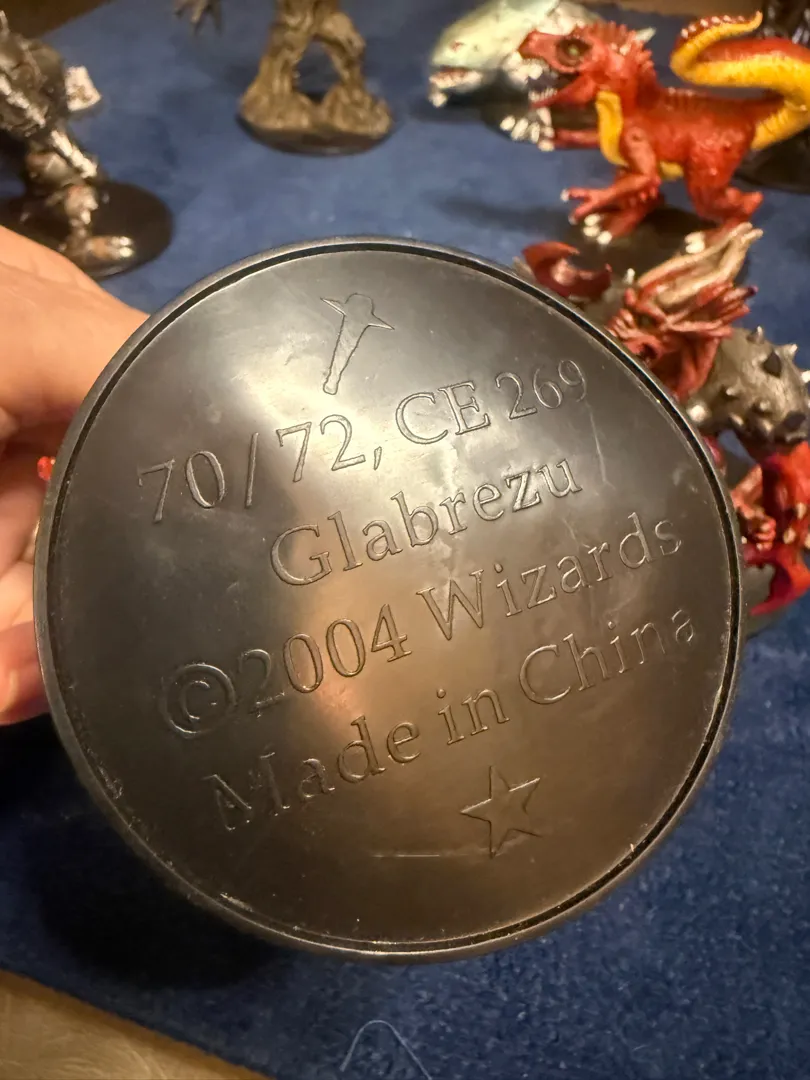 70/72, CE 269
Glabrezu
©2004 Wizards
Made in China